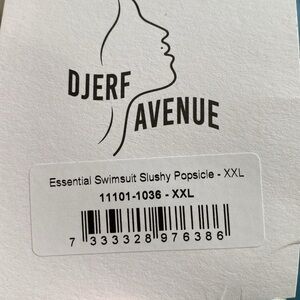 DJERF
AVENUE
Essential Swimsuit Slushy Popsicle - XXL
11101-1036 - XXL
7 333328 976386